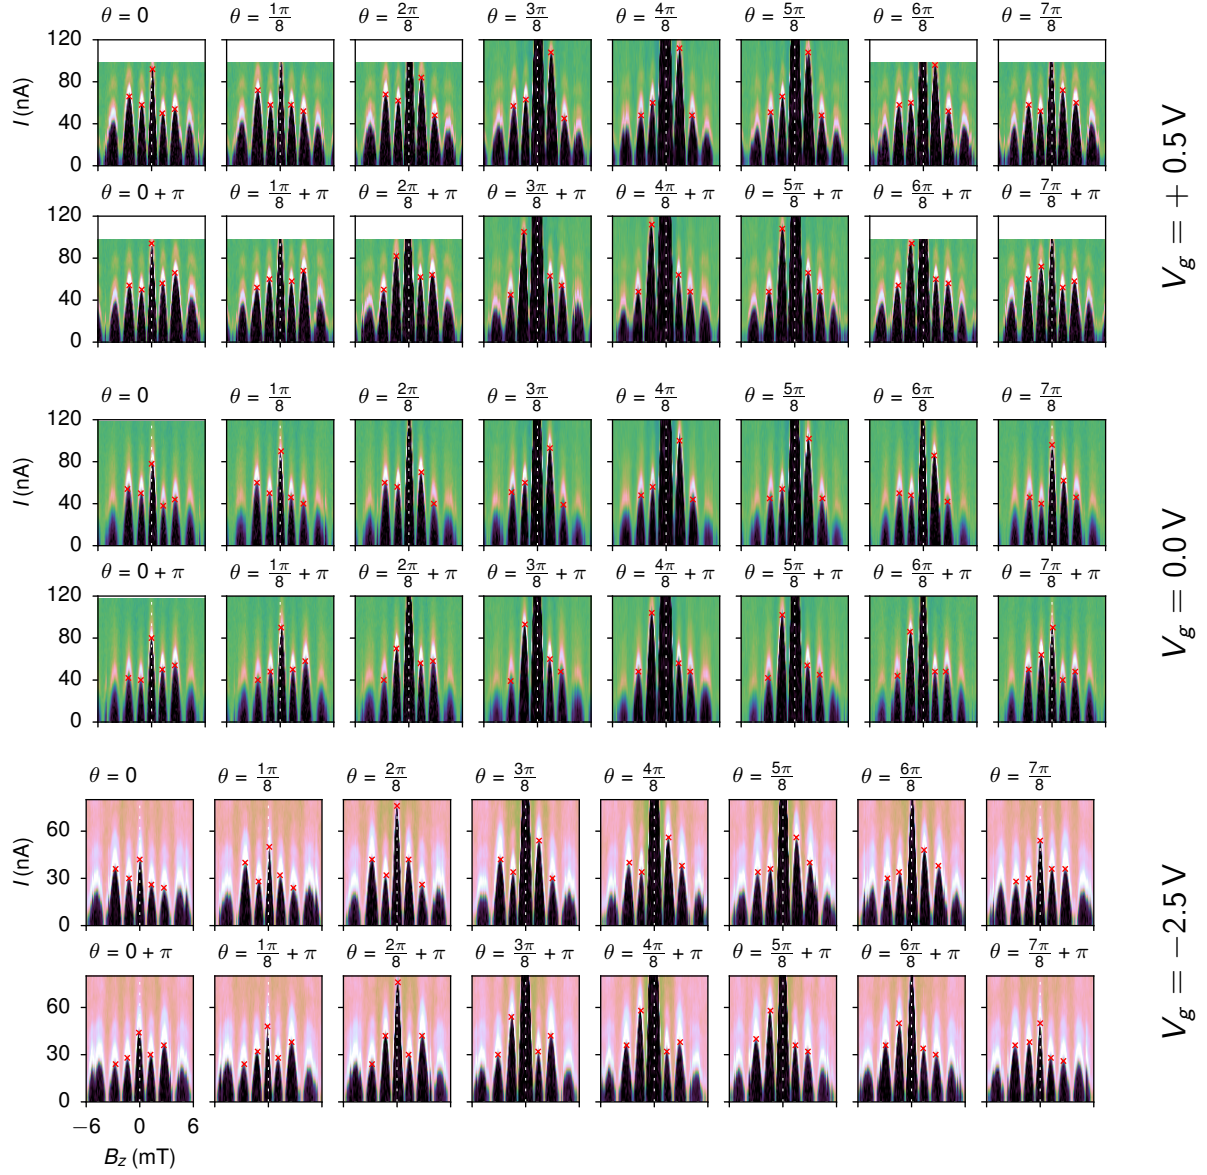 θ = 0 θ = 1π/8 θ = 2π/8 θ = 3π/8 θ = 4π/8 θ = 5π/8 θ = 6π/8 θ = 7π/8
120
80
40
0
I (nA)
θ = 0 + π θ = 1π/8 + π θ = 2π/8 + π θ = 3π/8 + π θ = 4π/8 + π θ = 5π/8 + π θ = 6π/8 + π θ = 7π/8 + π
120
80
40
0
V_g = + 0.5 V
θ = 0 θ = 1π/8 θ = 2π/8 θ = 3π/8 θ = 4π/8 θ = 5π/8 θ = 6π/8 θ = 7π/8
120
80
40
0
I (nA)
θ = 0 + π θ = 1π/8 + π θ = 2π/8 + π θ = 3π/8 + π θ = 4π/8 + π θ = 5π/8 + π θ = 6π/8 + π θ = 7π/8 + π
120
80
40
0
V_g = 0.0 V
θ = 0 θ = 1π/8 θ = 2π/8 θ = 3π/8 θ = 4π/8 θ = 5π/8 θ = 6π/8 θ = 7π/8
60
30
0
I (nA)
θ = 0 + π θ = 1π/8 + π θ = 2π/8 + π θ = 3π/8 + π θ = 4π/8 + π θ = 5π/8 + π θ = 6π/8 + π θ = 7π/8 + π
60
30
0
−6 0 6
B_z (mT)
V_g = −2.5 V